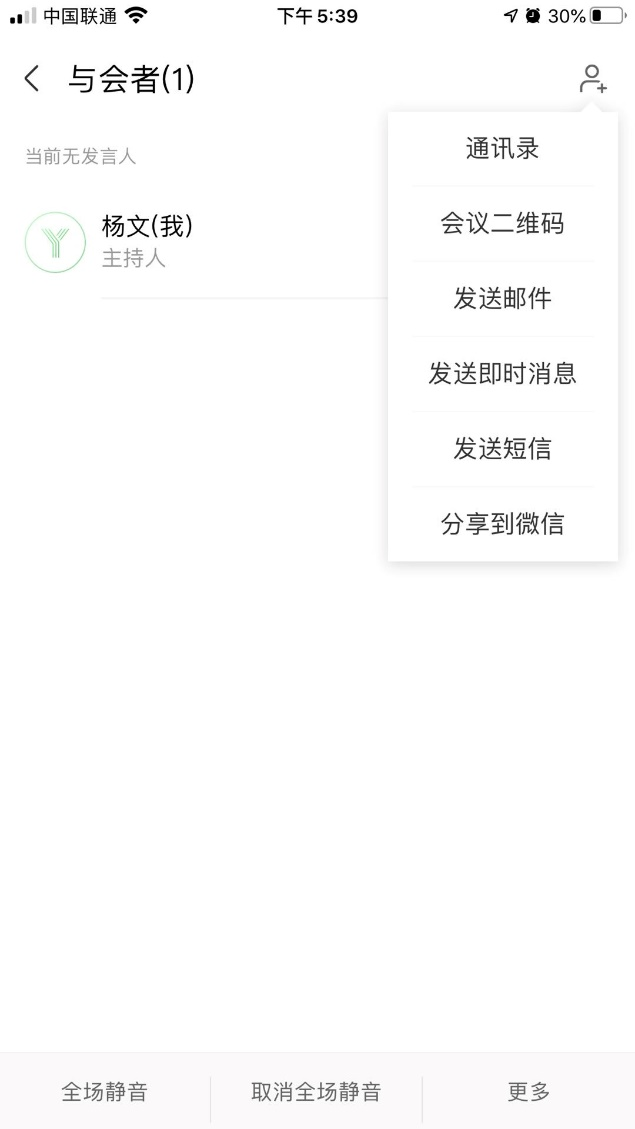 中国联通 下午 5:39 30%
与会者(1)
当前无发言人
杨文(我)
主持人
通讯录
会议二维码
发送邮件
发送即时消息
发送短信
分享到微信
全场静音 取消全场静音 更多